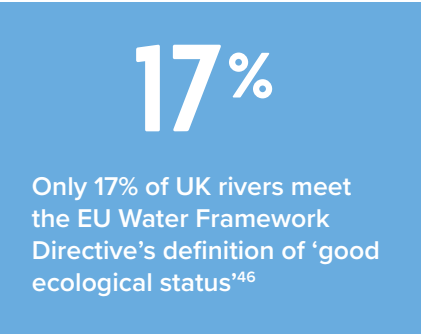 17%
Only 17% of UK rivers meet
the EU Water Framework
Directive’s definition of ‘good
ecological status’46